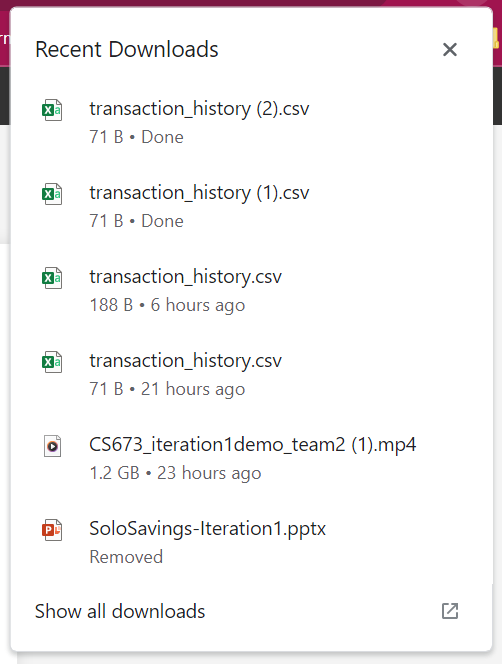 Recent Downloads
transaction_history (2).csv
71 B • Done
transaction_history (1).csv
71 B • Done
transaction_history.csv
188 B • 6 hours ago
transaction_history.csv
71 B • 21 hours ago
CS673_iteration1demo_team2 (1).mp4
1.2 GB • 23 hours ago
SoloSavings-Iteration1.pptx
Removed
Show all downloads